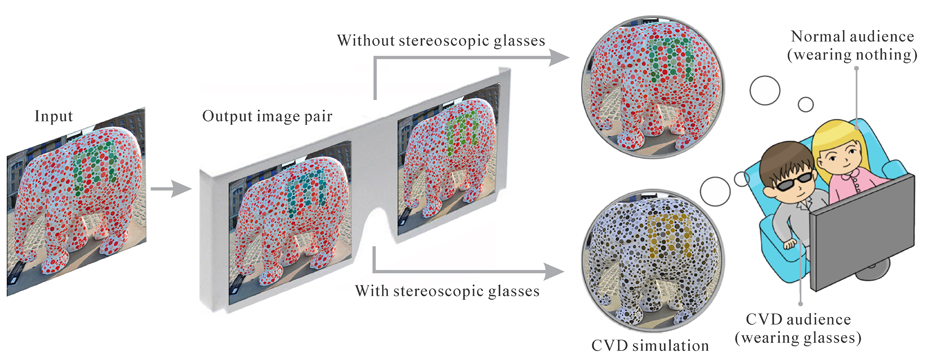 Input
Output image pair
Without stereoscopic glasses
With stereoscopic glasses
CVD simulation
Normal audience
(wearing nothing)
CVD audience
(wearing glasses)